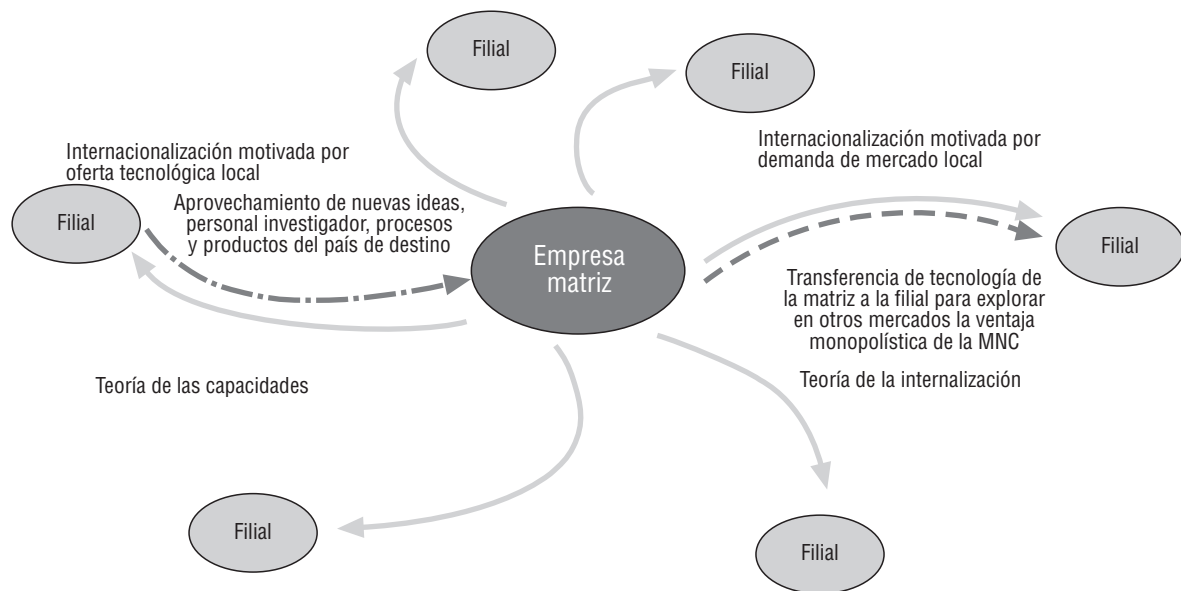 Filial
Filial
Internacionalización motivada por
oferta tecnológica local
Internacionalización motivada por
demanda de mercado local
Filial
Aprovechamiento de nuevas ideas,
personal investigador, procesos
y productos del país de destino
Empresa
matriz
Filial
Transferencia de tecnología de
la matriz a la filial para explorar
en otros mercados la ventaja
monopolística de la MNC
Teoría de las capacidades
Teoría de la internalización
Filial
Filial